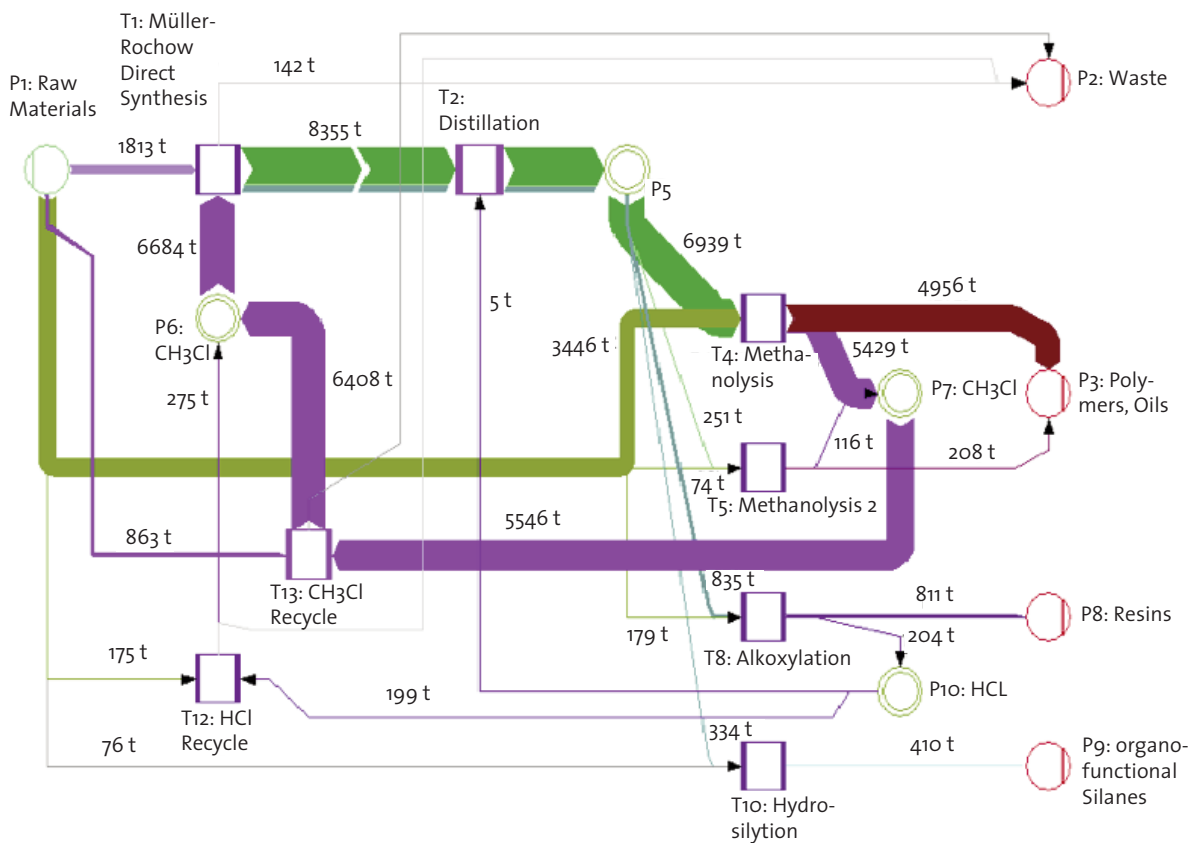 T1: Müller-
Rochow
Direct
Synthesis
P1: Raw
Materials
142 t
P2: Waste
T2:
Distillation
1813 t
8355 t
P5
6684 t
6939 t
P6:
CH3Cl
5 t
4956 t
3446 t
T4: Metha-
nolysis
5429 t
6408 t
275 t
P7: CH3Cl
P3: Poly-
mers, Oils
251 t
116 t
208 t
74 t
T5: Methanolysis 2
863 t
5546 t
T13: CH3Cl
Recycle
835 t
811 t
P8: Resins
179 t
204 t
T8: Alkoxylation
175 t
P10: HCL
199 t
T12: HCl
Recycle
76 t
334 t
410 t
P9: organo-
functional
Silanes
T10: Hydro-
silytion